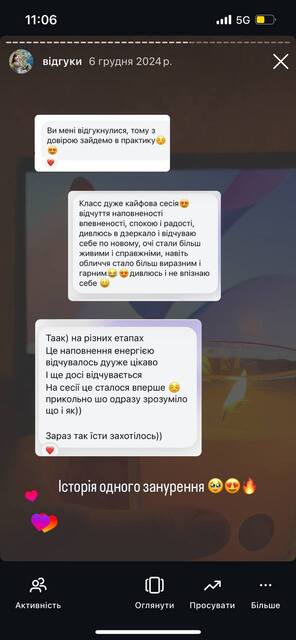 11:06
5G
відгуки 6 грудня 2024 р.
Ви мені відгукнулися, тому з
довірою зайдемо в практику☺️
😍
Класс дуже кайфова сесія😍
відчуття наповненості
впевненості, спокою і радості,
дивлюсь в дзеркало і відчуваю
себе по новому, очі стали більш
живими і справжніми, навіть
обличчя стало більш виразним і
гарним😂😍дивлюсь і не впізнаю
себе 😄
Таак) на різних етапах
Це наповнення енергією
відчувалось дууже цікаво
І ще досі відчувається
На сесії це сталося вперше ☺️
прикольно шо одразу зрозуміло
що і як))
Зараз так їсти захотілось))
Історія одного занурення 🥹😍🔥
Активність
Оглянути
Просувати
Більше